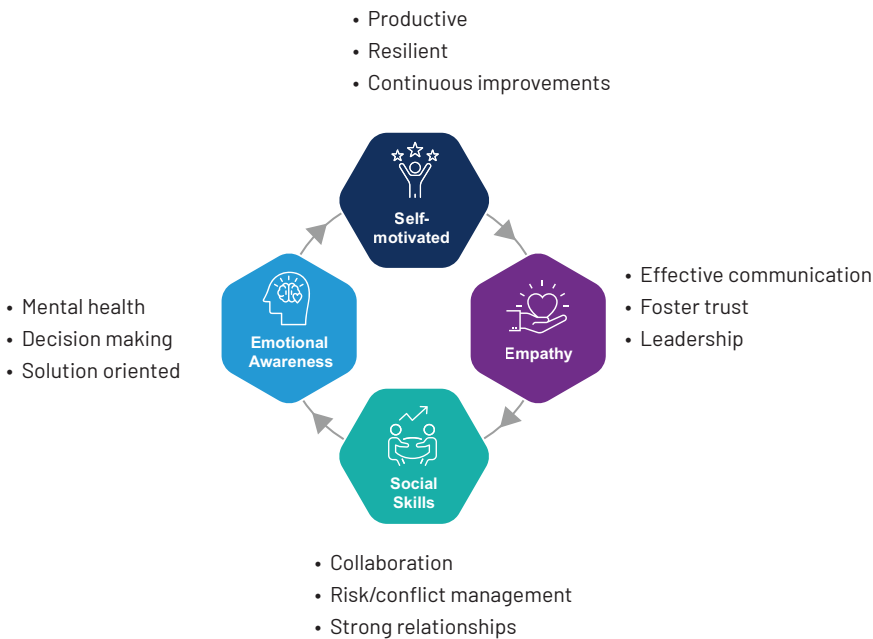 • Productive
• Resilient
• Continuous improvements
Self-
motivated
• Effective communication
• Foster trust
• Leadership
Empathy
• Mental health
• Decision making
• Solution oriented
Emotional
Awareness
Social
Skills
• Collaboration
• Risk/conflict management
• Strong relationships